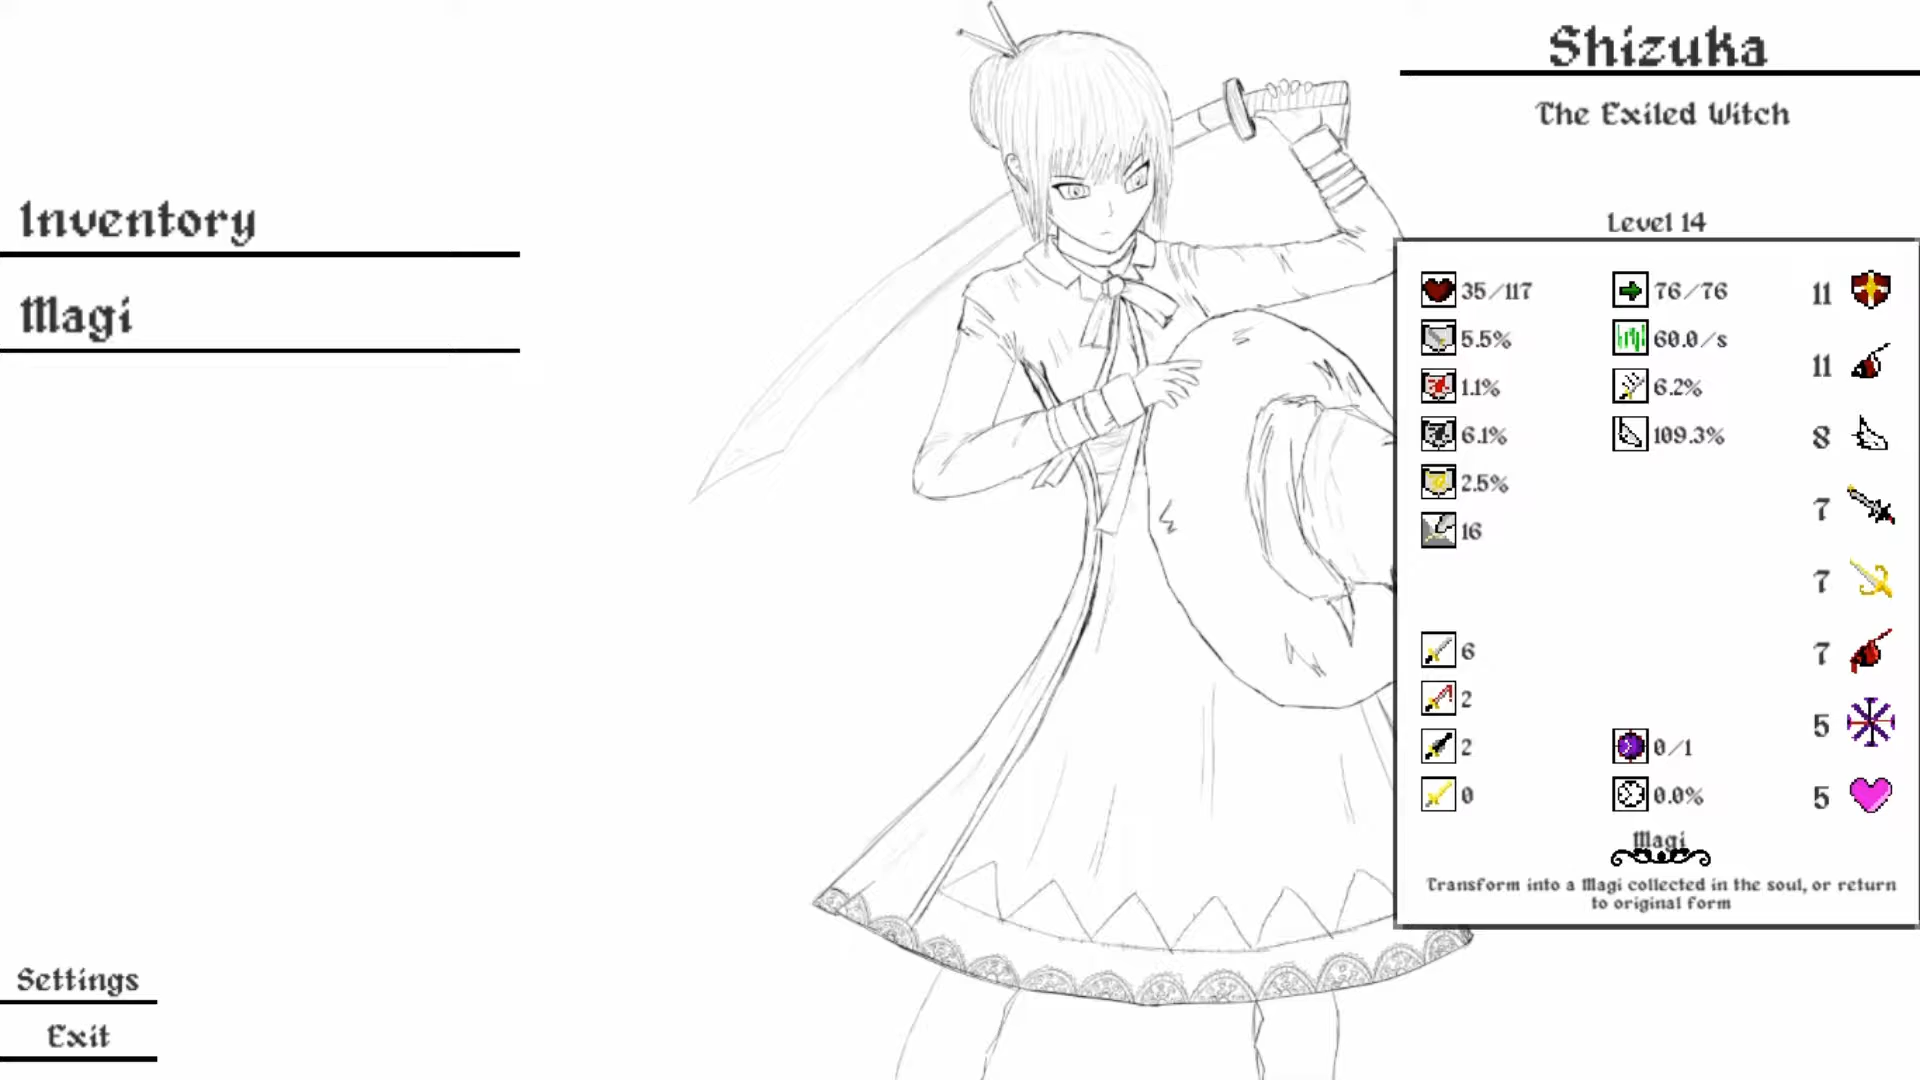 Shizuka
The Exiled Witch
Inventory
Magi
Level 14
35/117 76/76 11
5.5% 60.0/s
1.1% 6.2% 11
6.1% 109.3% 8
2.5%
16 7
7
6 7
2
2 0/1 5
0 0.0% 5
Magi
Transform into a Magi collected in the soul, or return
to original form
Settings
Exit